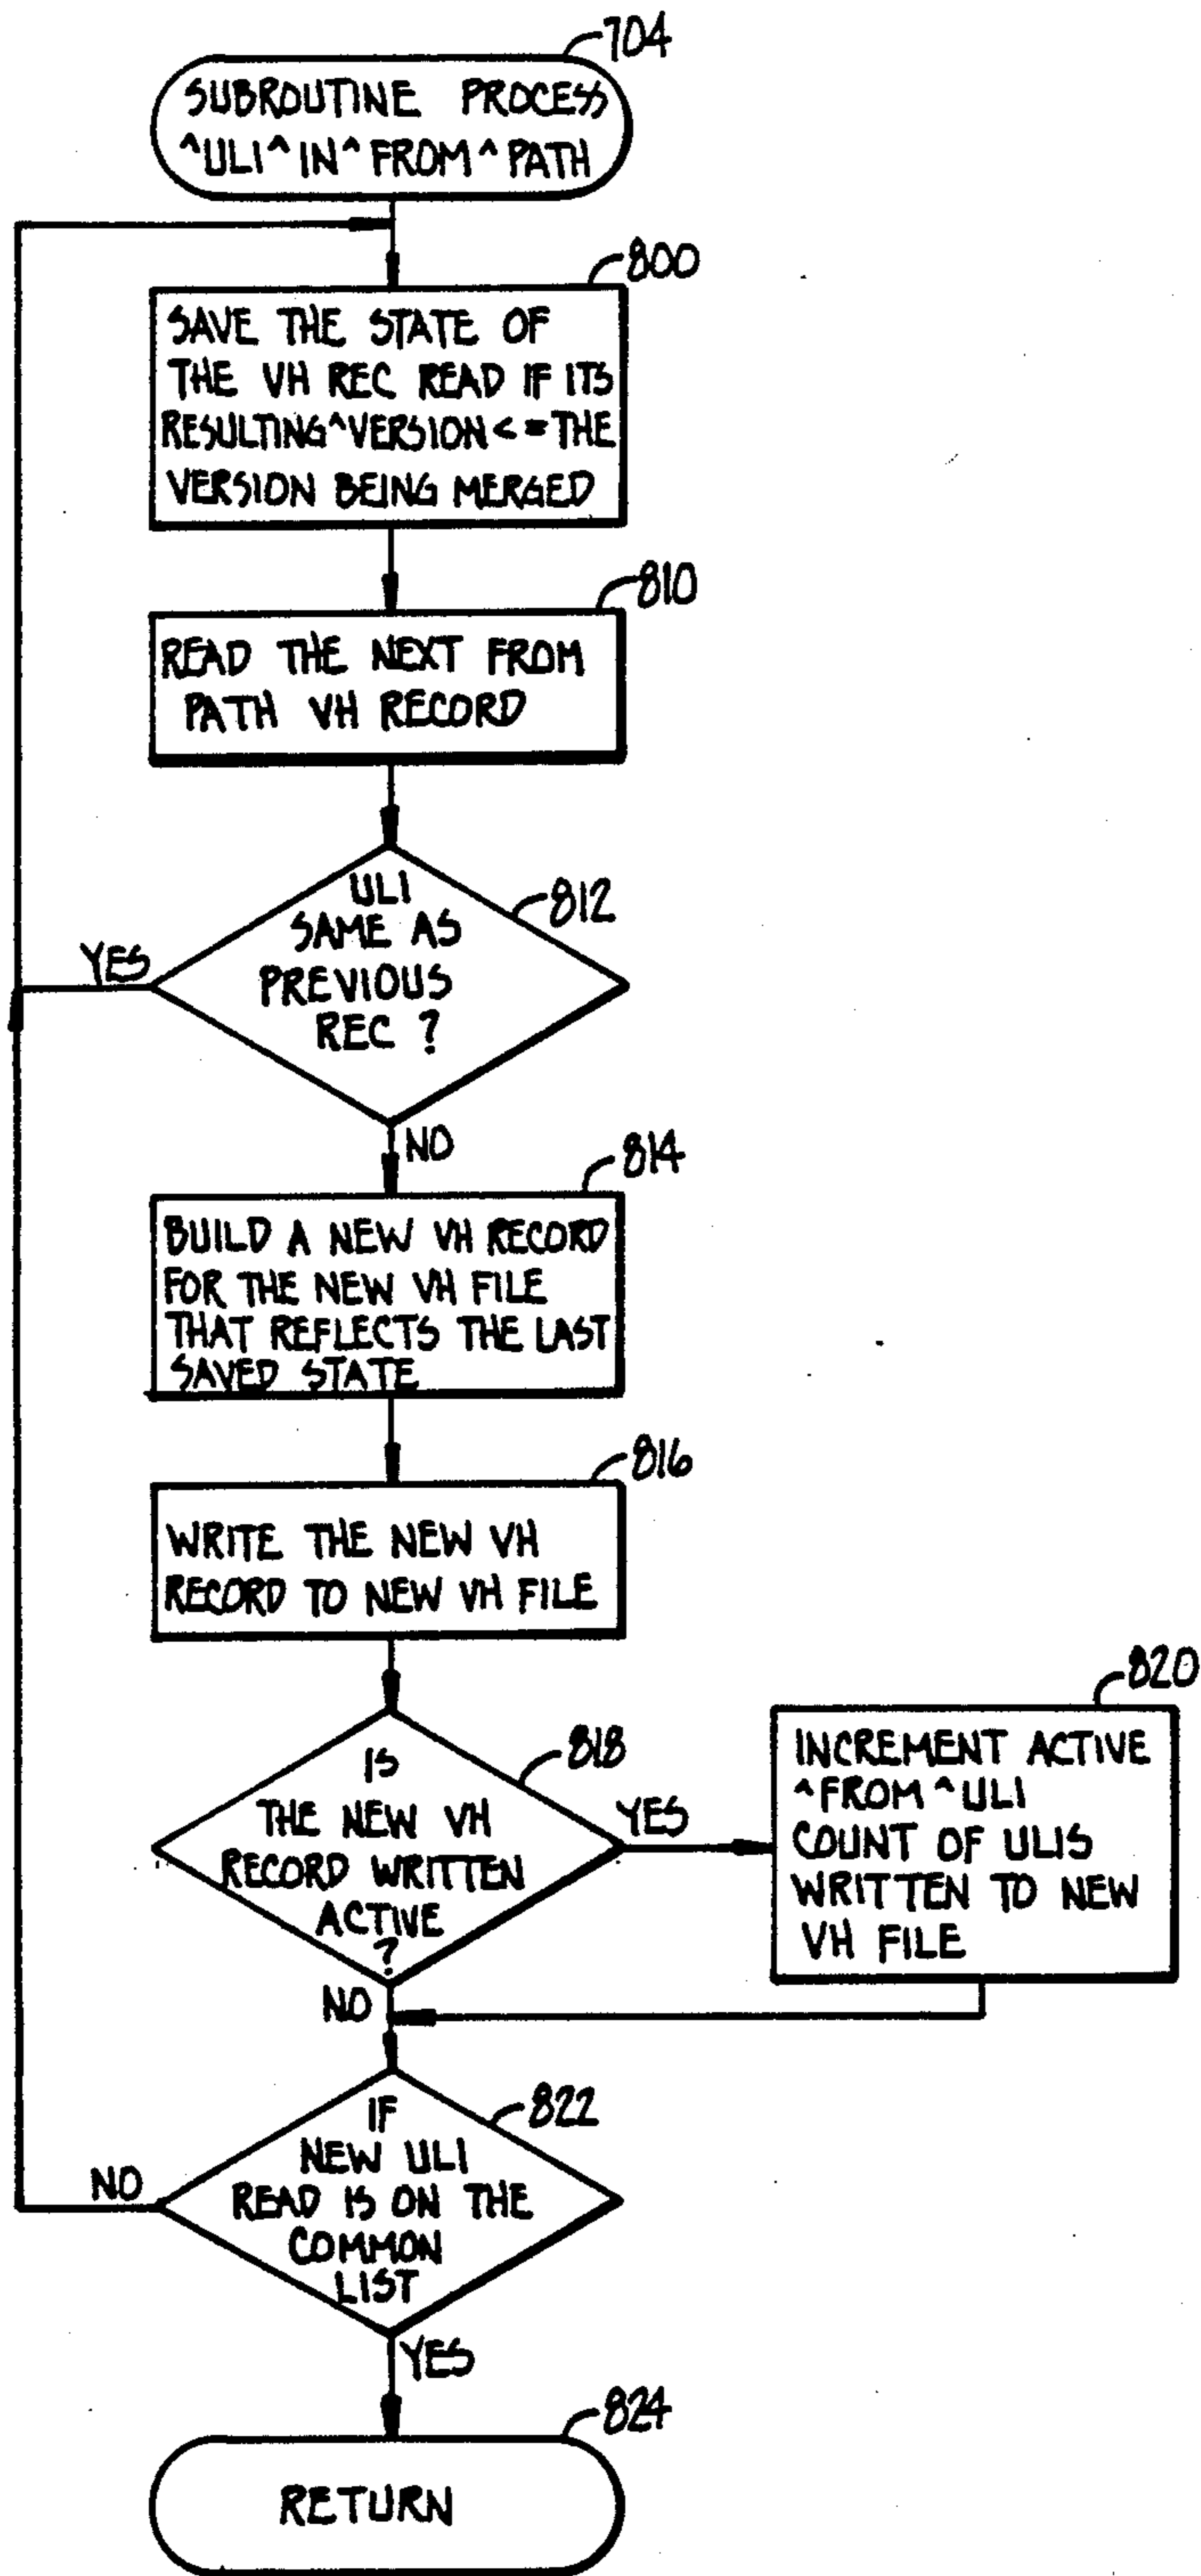 704
SUBROUTINE PROCESS
^ULI^IN^FROM^PATH
800
SAVE THE STATE OF
THE VH REC READ IF ITS
RESULTING^VERSION <= THE
VERSION BEING MERGED
810
READ THE NEXT FROM
PATH VH RECORD
812
ULI
SAME AS
PREVIOUS
REC ?
YES
NO
814
BUILD A NEW VH RECORD
FOR THE NEW VH FILE
THAT REFLECTS THE LAST
SAVED STATE
816
WRITE THE NEW VH
RECORD TO NEW VH FILE
818
IS
THE NEW VH
RECORD WRITTEN
ACTIVE
?
YES
NO
820
INCREMENT ACTIVE
^FROM^ULI
COUNT OF ULIS
WRITTEN TO NEW
VH FILE
822
IF
NEW ULI
READ IS ON THE
COMMON
LIST
NO
YES
824
RETURN